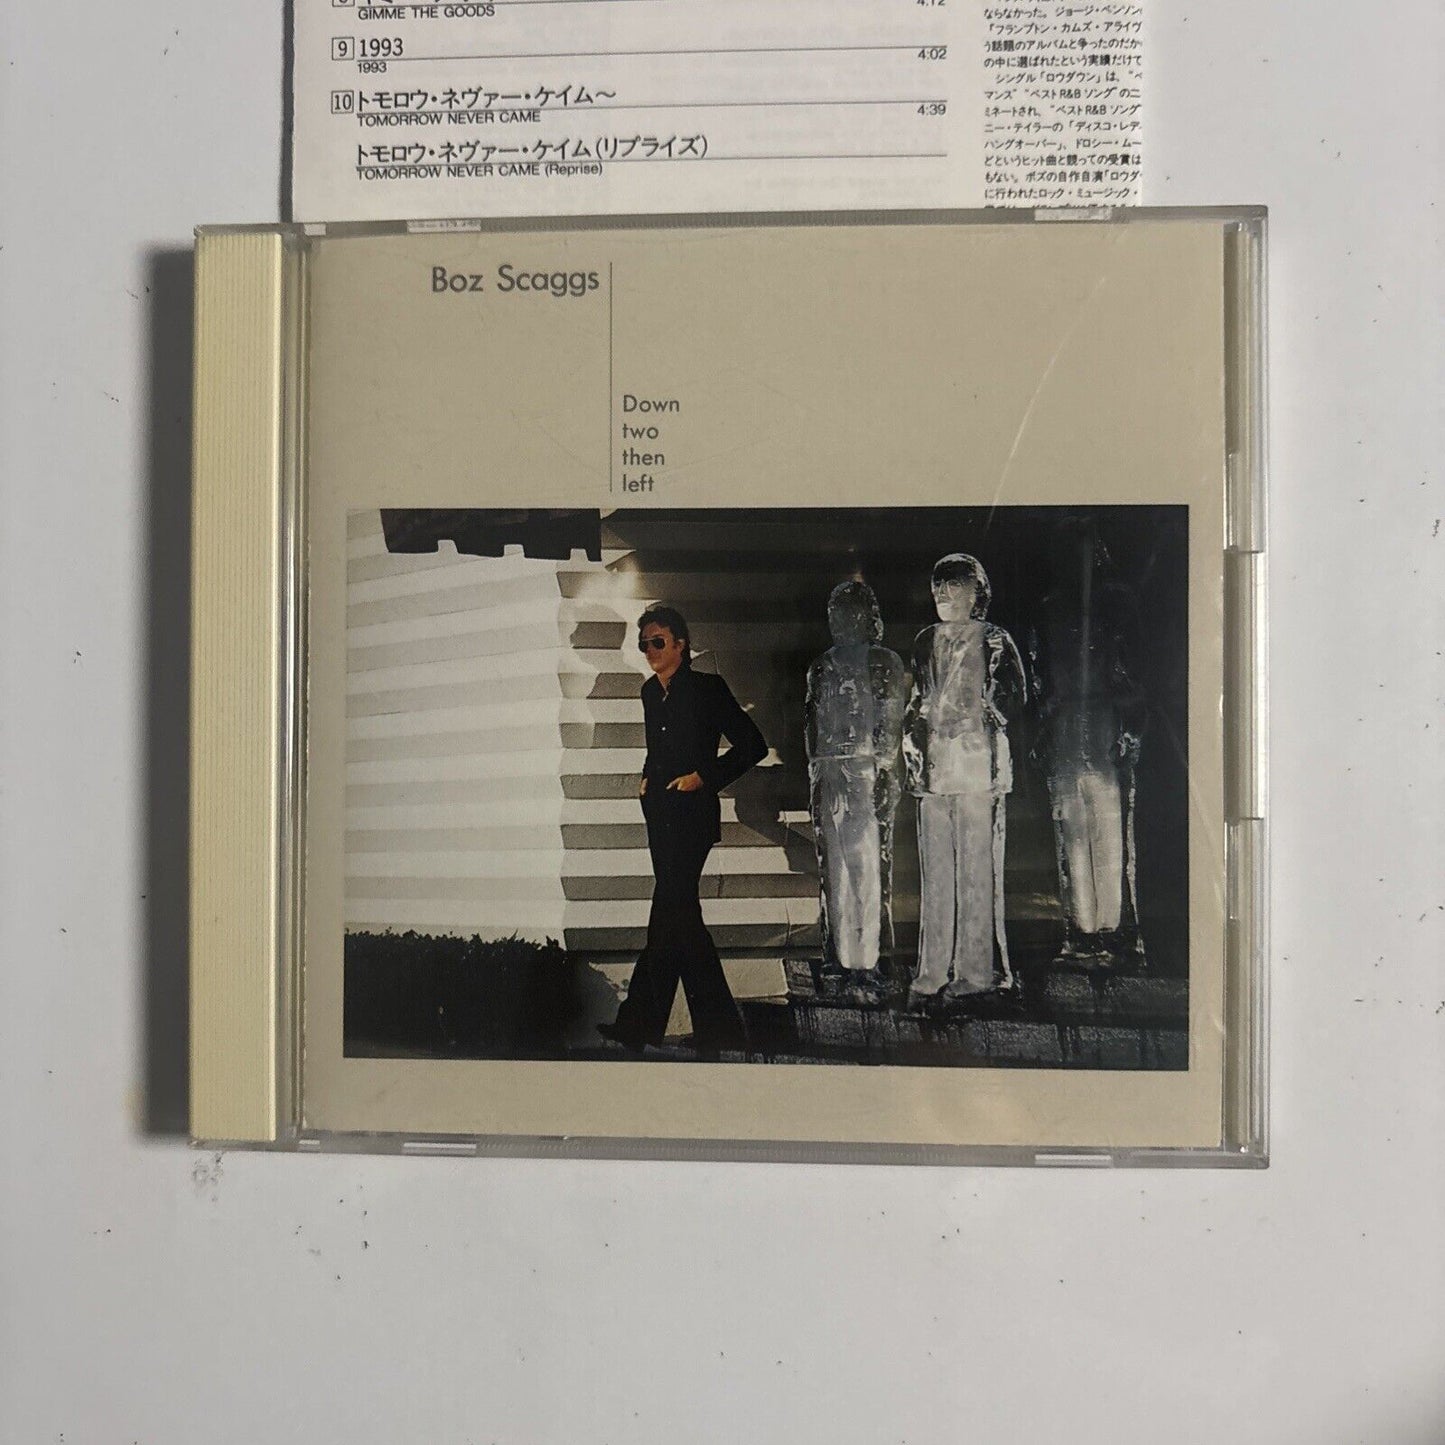 GIMME THE GOODS
4:12
9 1993
1993
4:02
10 トモロウ・ネヴァー・ケイム〜
TOMORROW NEVER CAME
4:39
トモロウ・ネヴァー・ケイム(リプライズ)
TOMORROW NEVER CAME (Reprise)
ならなかった。ジョージ・ベンソン
『フランプトン・カムズ・アライヴ
う話題のアルバムと争ったのだか
の中に選ばれたという実績だけで
シングル「ロウダウン」は、"ベ
マンス" "ベストR&Bソング"の二
ミネートされ、"ベストR&Bソング
ニー・テイラーの「ディスコ・レデ
ハングオーバー」、ドロシー・ムー
どというヒット曲と競っての受賞は
もない。ボズの自作自演「ロウダ
に行われたロック・ミュージック・
Boz Scaggs
Down
two
then
left